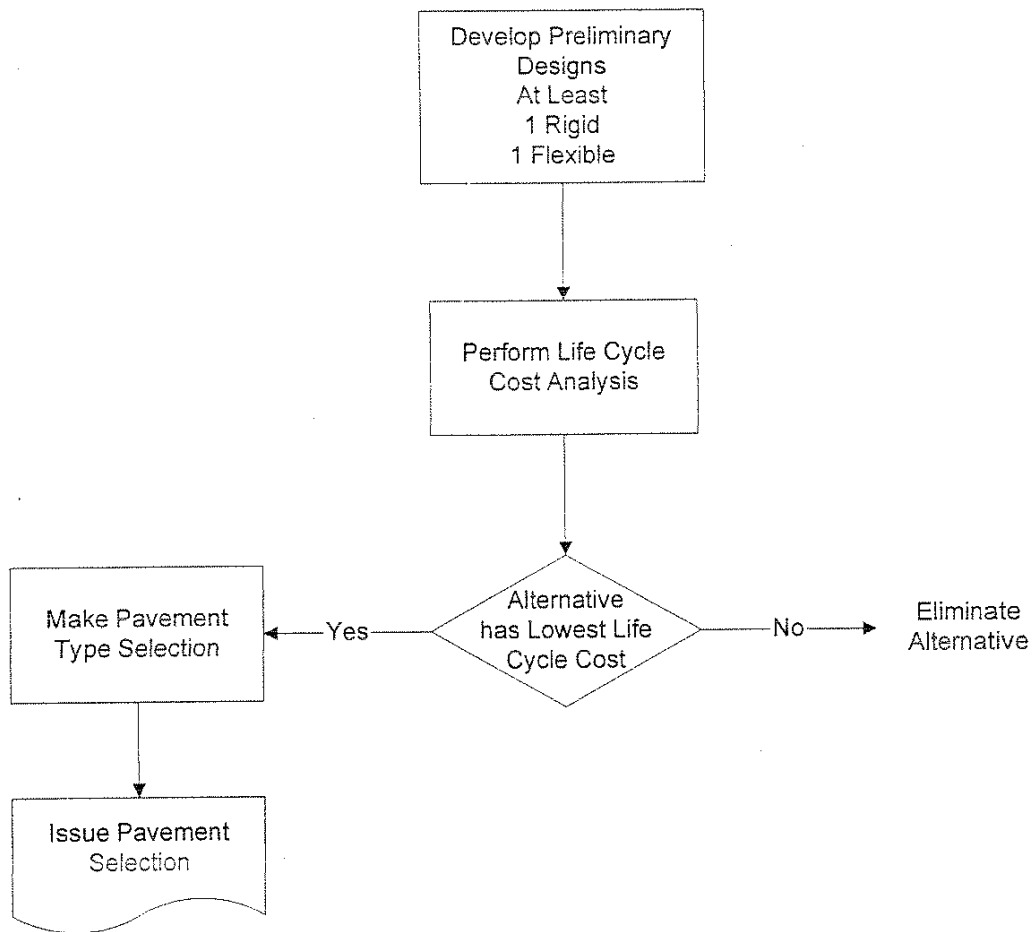 Develop Preliminary
Designs
At Least
1 Rigid
1 Flexible
Perform Life Cycle
Cost Analysis
Alternative
has Lowest Life
Cycle Cost
Yes
No
Make Pavement
Type Selection
Eliminate
Alternative
Issue Pavement
Selection